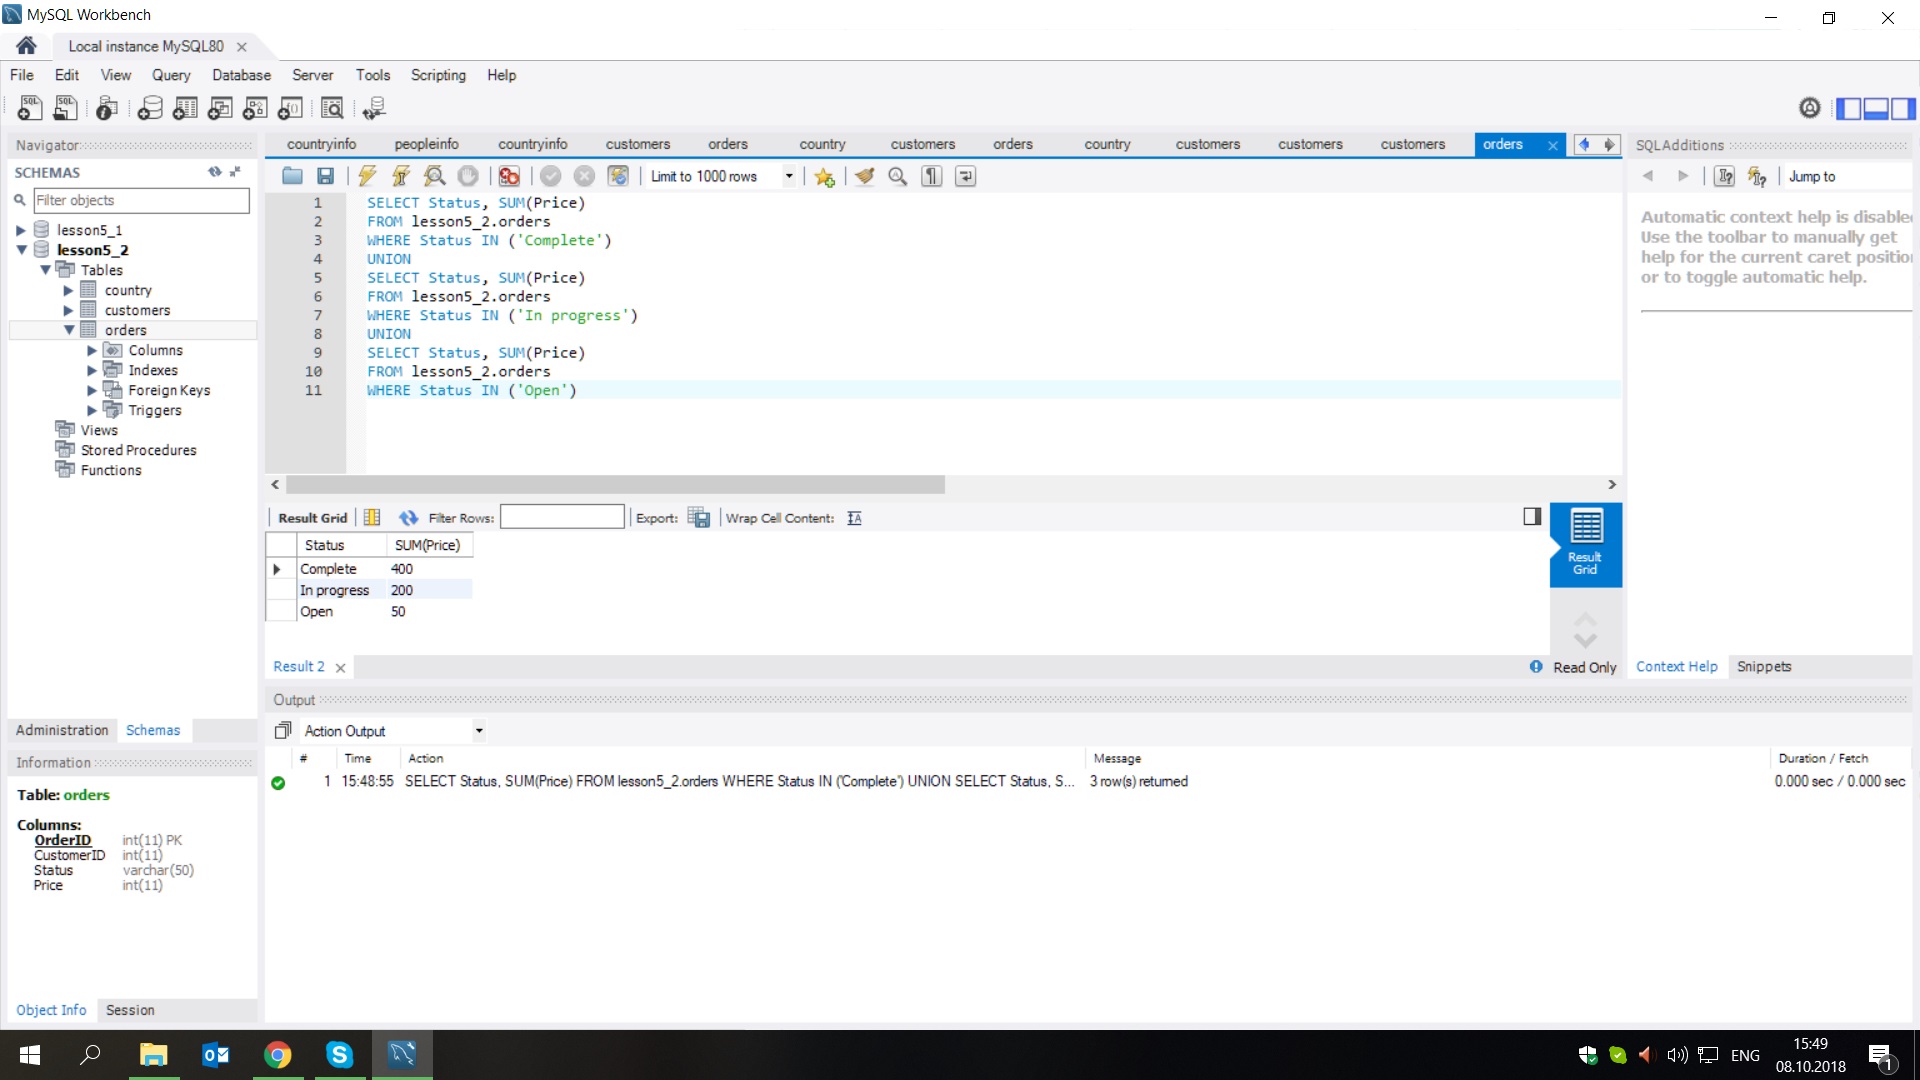 MySQL Workbench
Local instance MySQL80
File Edit View Query Database Server Tools Scripting Help
Navigator
SCHEMAS
Filter objects
lesson5_1
lesson5_2
Tables
country
customers
orders
Columns
Indexes
Foreign Keys
Triggers
Views
Stored Procedures
Functions
Administration Schemas
Information
Table: orders
Columns:
OrderID int(11) PK
CustomerID int(11)
Status varchar(50)
Price int(11)
Object Info Session
countryinfo peopleinfo countryinfo customers orders country customers orders country customers customers customers orders
Limit to 1000 rows
1 SELECT Status, SUM(Price)
2 FROM lesson5_2.orders
3 WHERE Status IN ('Complete')
4 UNION
5 SELECT Status, SUM(Price)
6 FROM lesson5_2.orders
7 WHERE Status IN ('In progress')
8 UNION
9 SELECT Status, SUM(Price)
10 FROM lesson5_2.orders
11 WHERE Status IN ('Open')
Result Grid Filter Rows: Export: Wrap Cell Content:
Status SUM(Price)
Complete 400
In progress 200
Open 50
Result Grid
Result 2
Read Only
SQLAdditions
Jump to
Automatic context help is disable
Use the toolbar to manually get
help for the current caret positio
or to toggle automatic help.
Context Help Snippets
Output
Action Output
# Time Action Message Duration / Fetch
1 15:48:55 SELECT Status, SUM(Price) FROM lesson5_2.orders WHERE Status IN ('Complete') UNION SELECT Status, S... 3 row(s) returned 0.000 sec / 0.000 sec
ENG
15:49
08.10.2018
1